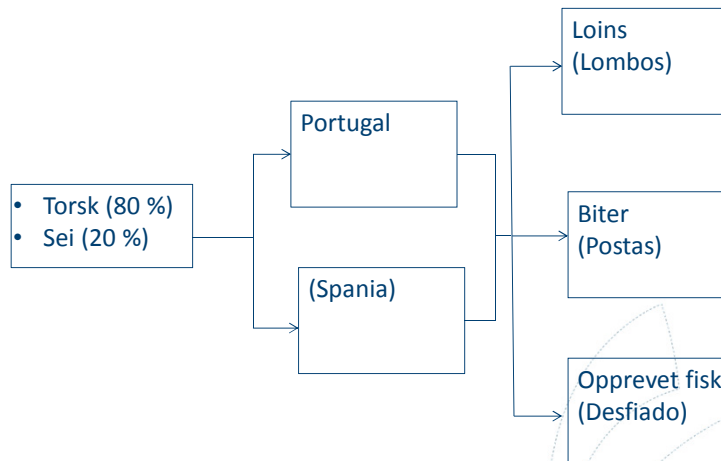 • Torsk (80 %)
• Sei (20 %)
Portugal
(Spania)
Loins
(Lombos)
Biter
(Postas)
Opprevet fisk
(Desfiado)